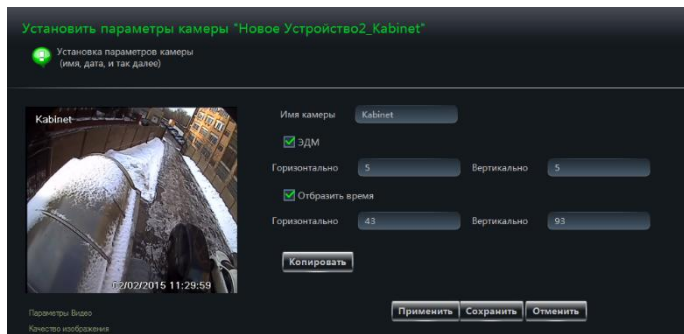 Установить параметры камеры "Новое Устройство2_Kabinet"
Установка параметров камеры
(имя, дата, и так далее)
Kabinet
02/02/2015 11:29:59
Имя камеры Kabinet
ЭДМ
Горизонтально 5 Вертикально 5
Отбразить время
Горизонтально 43 Вертикально 93
Копировать
Применить Сохранить Отменить
Параметры Видео
Качество изображения